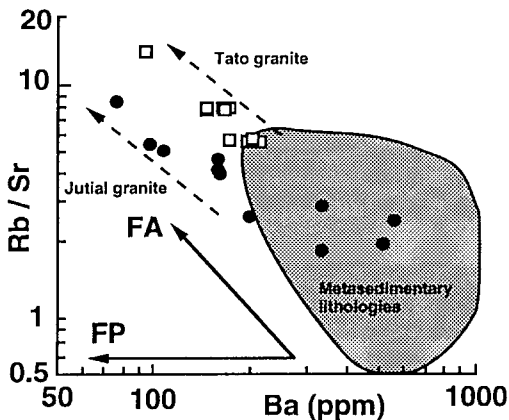 20
10
Tato granite
Jutial granite
Rb / Sr
FA
Metasedimentary
lithologies
1
FP
0.5
50
100
Ba (ppm)
1000